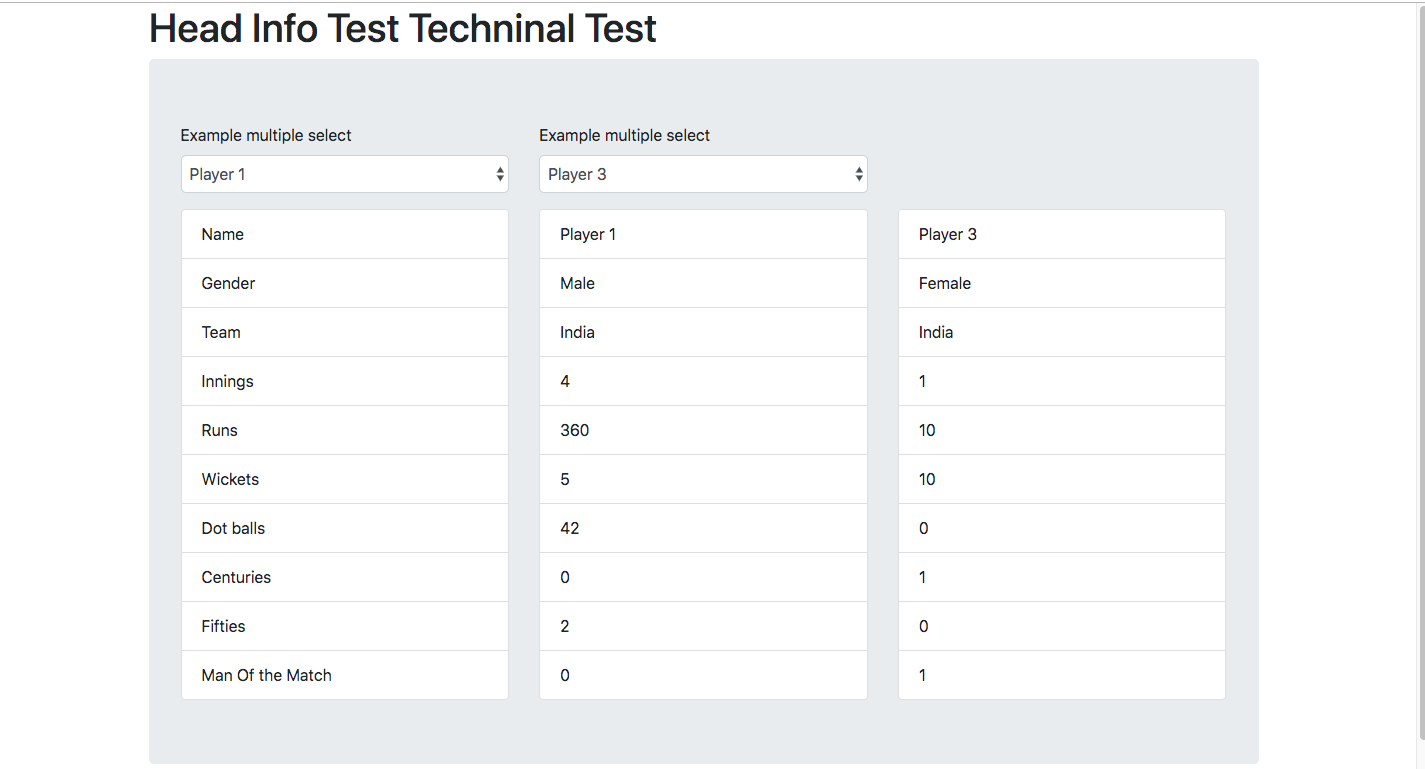 Head Info Test Techninal Test
Example multiple select Example multiple select
Player 1 Player 3
Name Player 1 Player 3
Gender Male Female
Team India India
Innings 4 1
Runs 360 10
Wickets 5 10
Dot balls 42 0
Centuries 0 1
Fifties 2 0
Man Of the Match 0 1